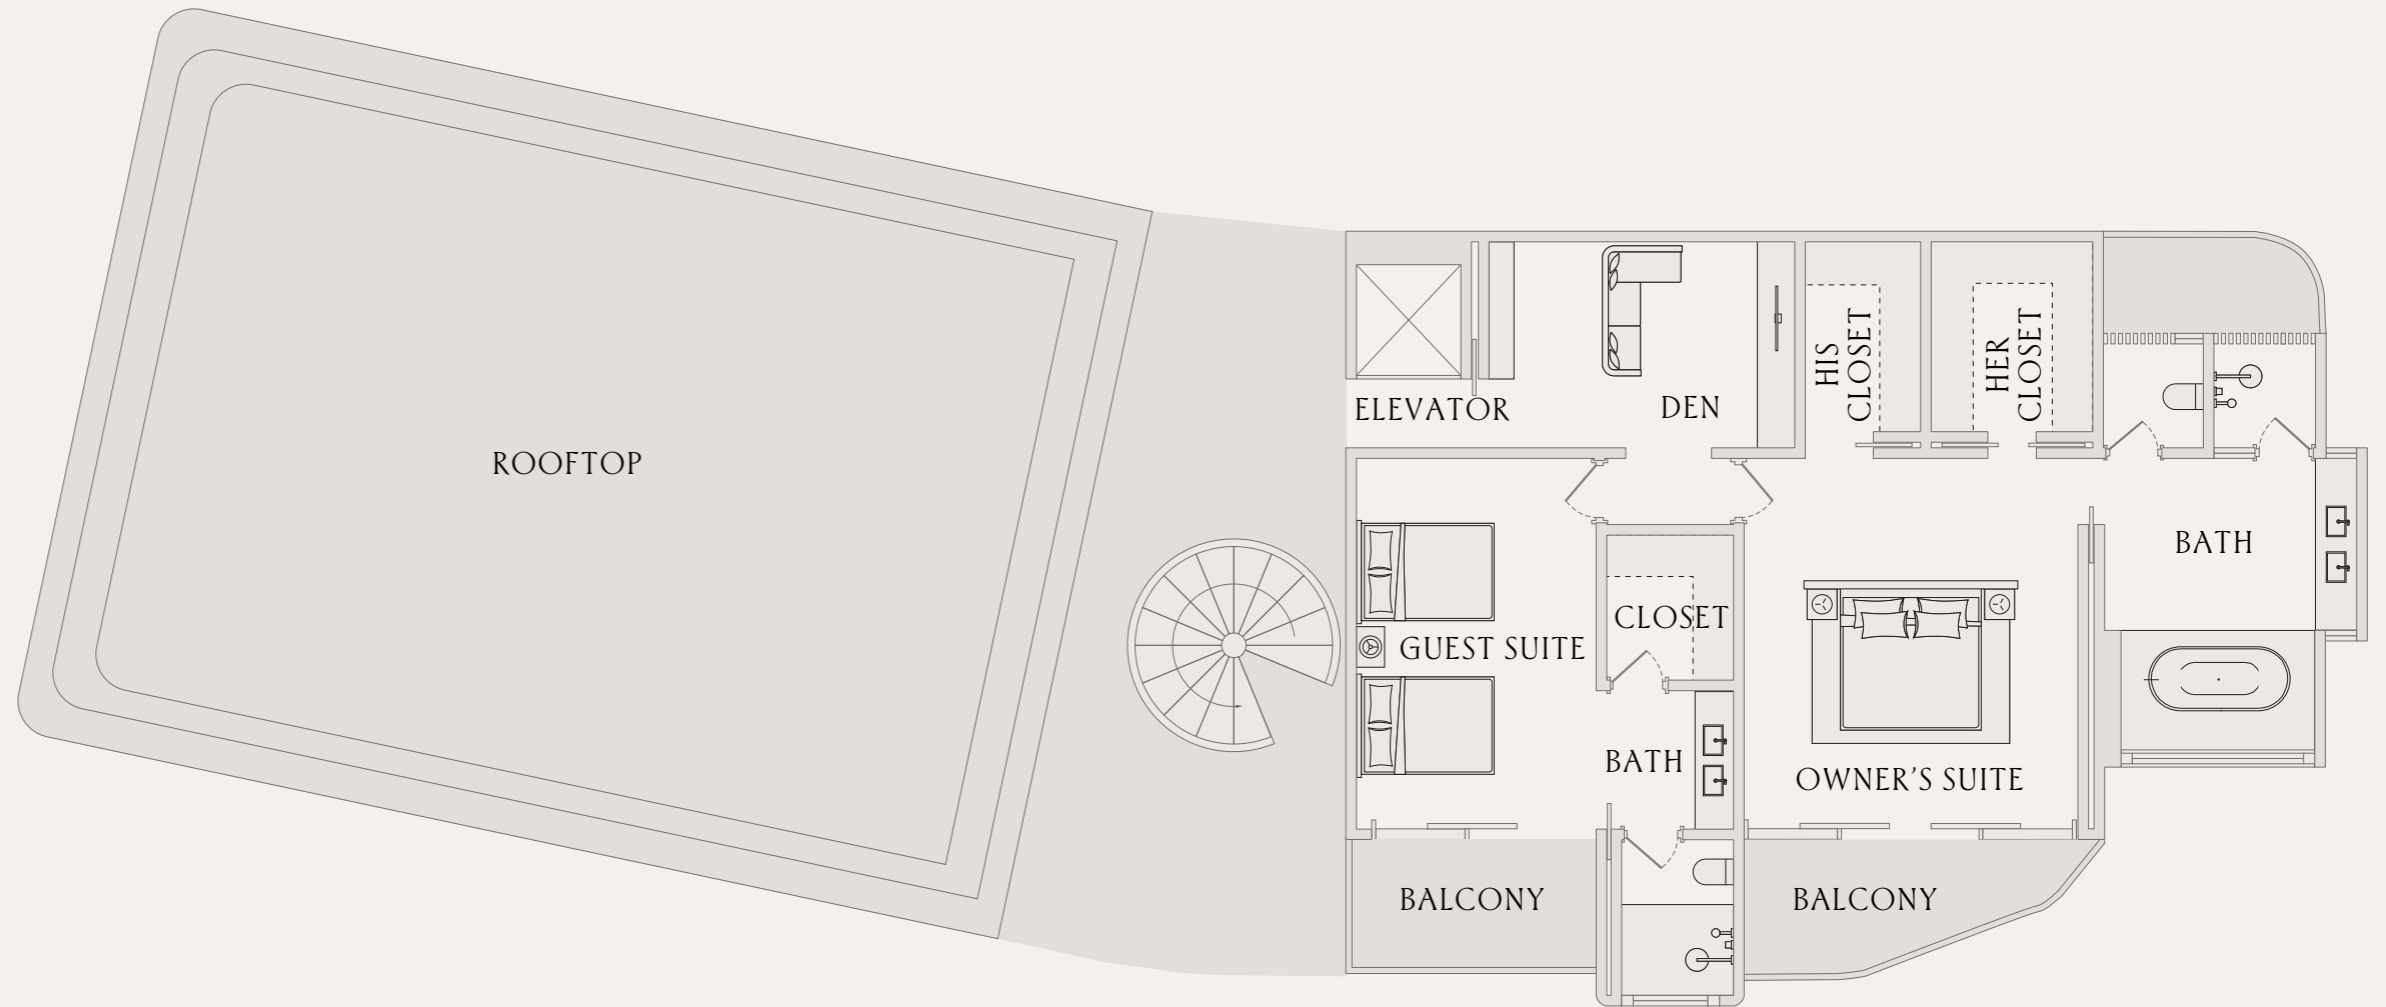 ROOFTOP
ELEVATOR
DEN
HIS
CLOSET
HER
CLOSET
BATH
CLOSET
GUEST SUITE
BATH
OWNER'S SUITE
BALCONY
BALCONY